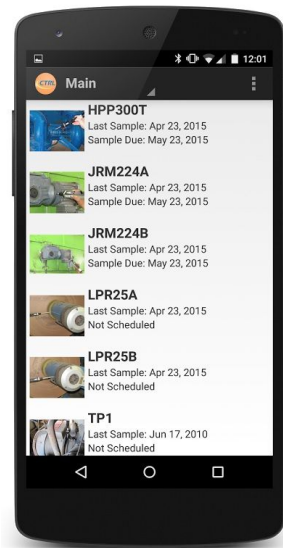 12:01
CTRL
Main
HPP300T
Last Sample: Apr 23, 2015
Sample Due: May 23, 2015
JRM224A
Last Sample: Apr 23, 2015
Sample Due: May 23, 2015
JRM224B
Last Sample: Apr 23, 2015
Sample Due: May 23, 2015
LPR25A
Last Sample: Apr 23, 2015
Not Scheduled
LPR25B
Last Sample: Apr 23, 2015
Not Scheduled
TP1
Last Sample: Jun 17, 2010
Not Scheduled